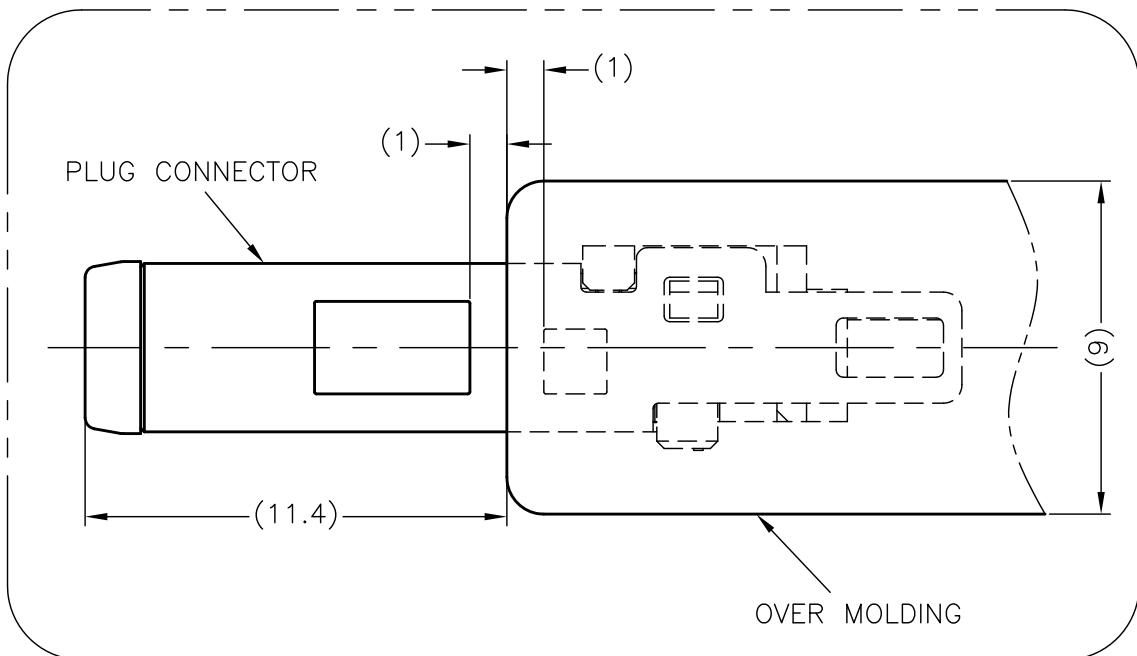 (1)
(1)
PLUG CONNECTOR
(9)
(11.4)
OVER MOLDING